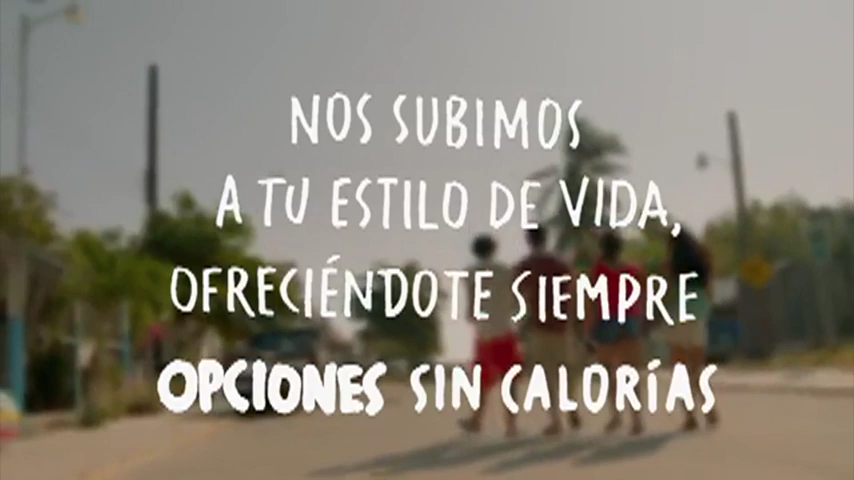 NOS SUBIMOS
A TU ESTILO DE VIDA,
OFRECIÉNDOTE SIEMPRE
OPCIONES SIN CALORÍAS